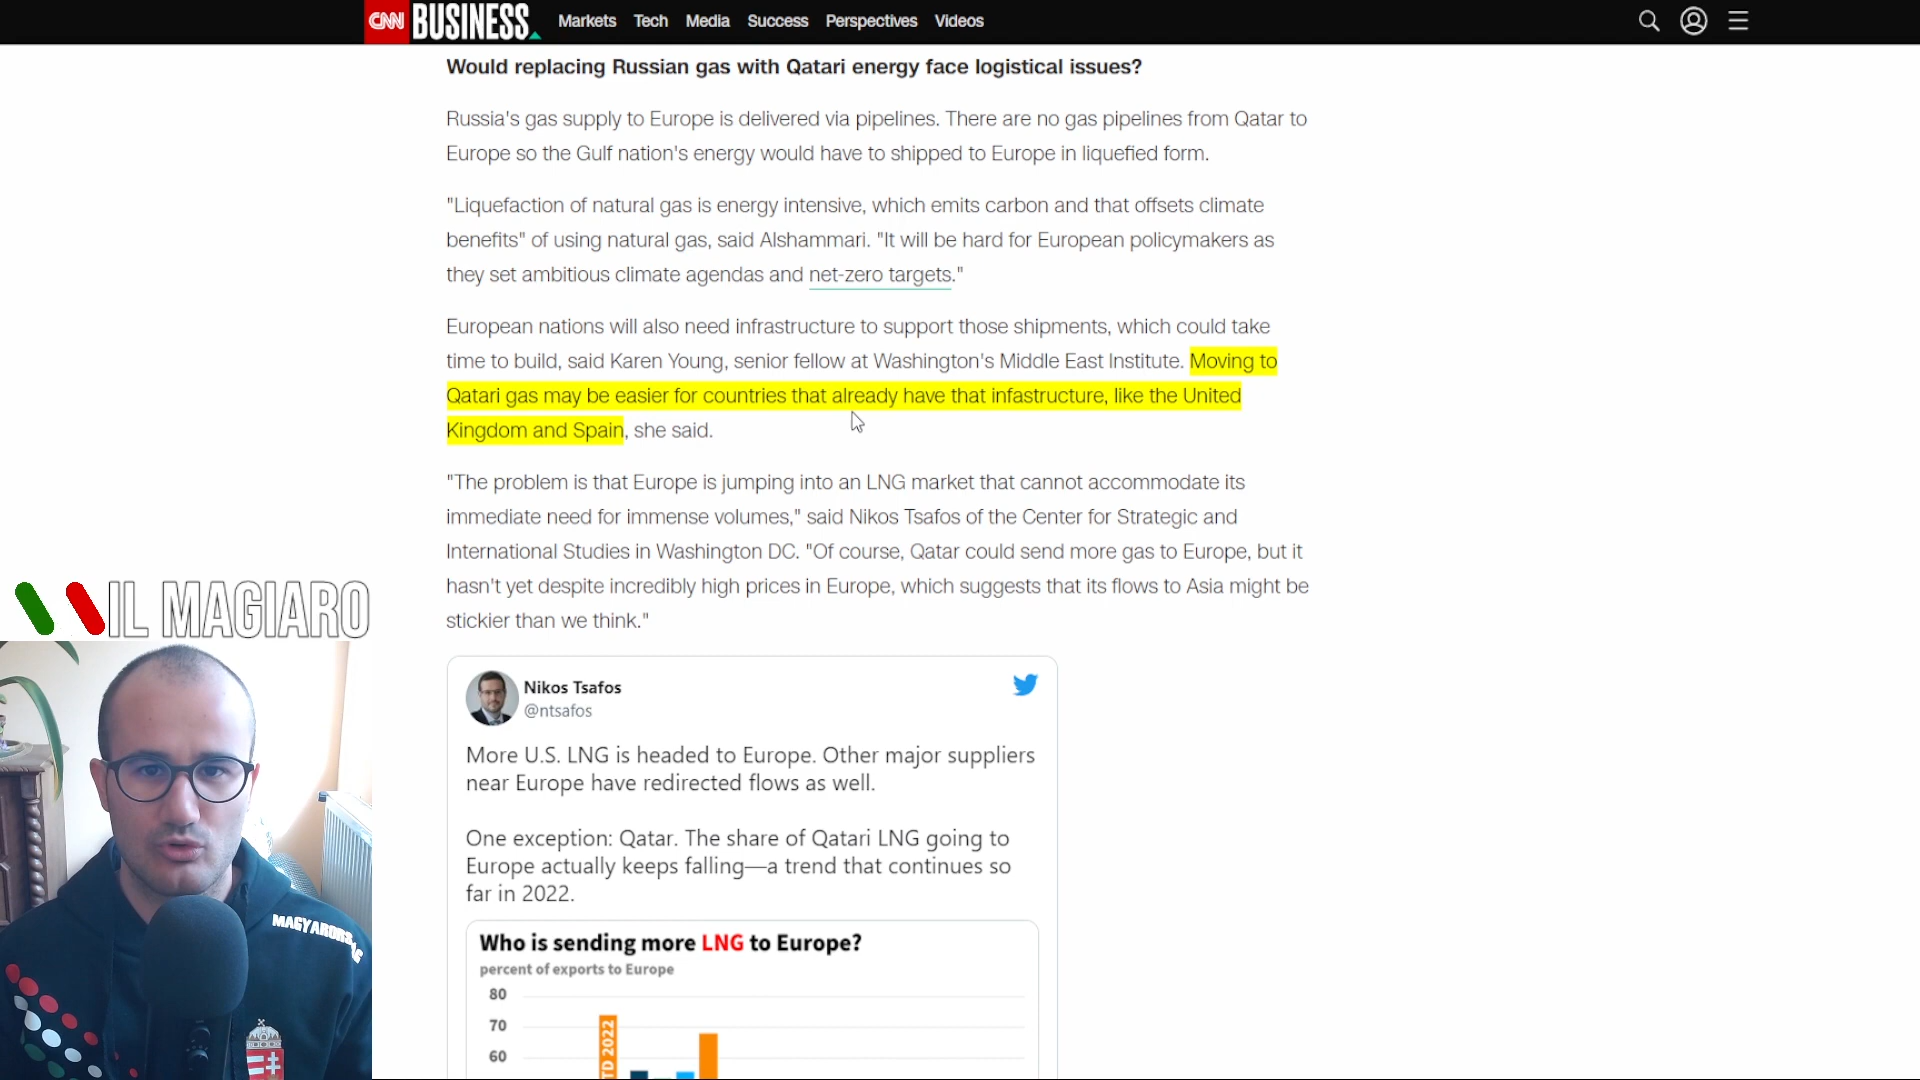 CNN BUSINESS Markets Tech Media Success Perspectives Videos
Would replacing Russian gas with Qatari energy face logistical issues?
Russia's gas supply to Europe is delivered via pipelines. There are no gas pipelines from Qatar to
Europe so the Gulf nation's energy would have to shipped to Europe in liquefied form.
"Liquefaction of natural gas is energy intensive, which emits carbon and that offsets climate
benefits" of using natural gas, said Alshammari. "It will be hard for European policymakers as
they set ambitious climate agendas and net-zero targets."
European nations will also need infrastructure to support those shipments, which could take
time to build, said Karen Young, senior fellow at Washington's Middle East Institute. Moving to
Qatari gas may be easier for countries that already have that infastructure, like the United
Kingdom and Spain, she said.
"The problem is that Europe is jumping into an LNG market that cannot accommodate its
immediate need for immense volumes," said Nikos Tsafos of the Center for Strategic and
International Studies in Washington DC. "Of course, Qatar could send more gas to Europe, but it
hasn't yet despite incredibly high prices in Europe, which suggests that its flows to Asia might be
stickier than we think."
IL MAGIARO
Nikos Tsafos
@ntsafos
More U.S. LNG is headed to Europe. Other major suppliers
near Europe have redirected flows as well.
One exception: Qatar. The share of Qatari LNG going to
Europe actually keeps falling—a trend that continues so
far in 2022.
Who is sending more LNG to Europe?
percent of exports to Europe
80
70
60
TD 2022